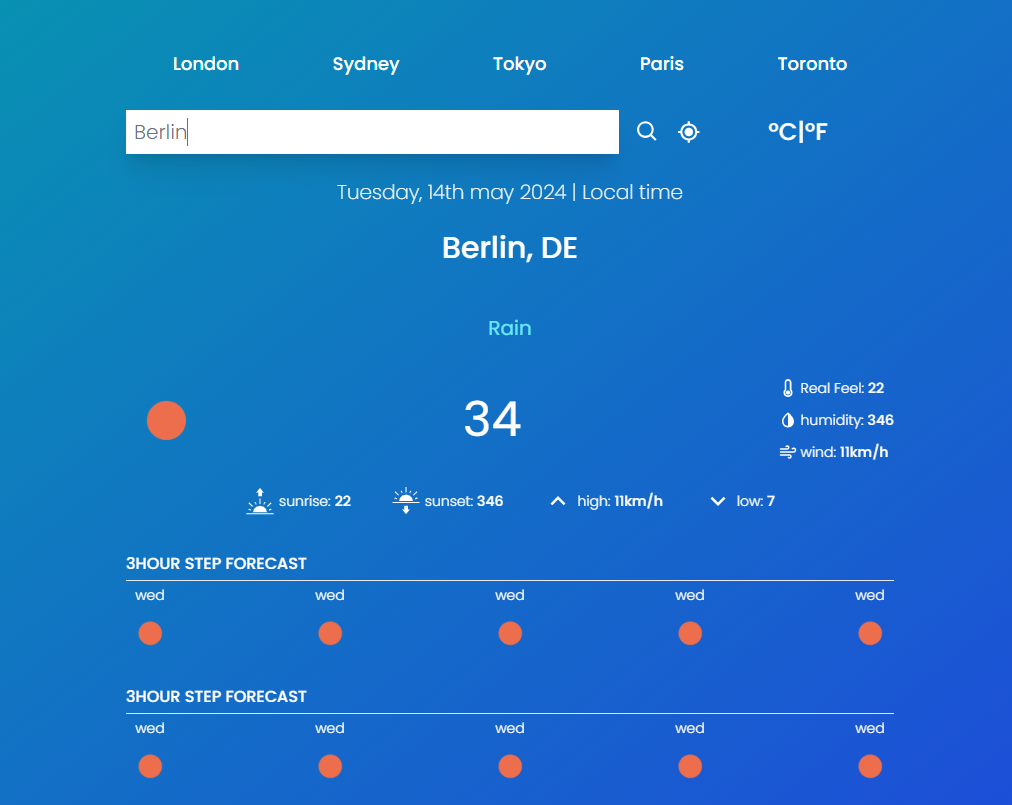 London Sydney Tokyo Paris Toronto
Berlin °C|°F
Tuesday, 14th may 2024 | Local time
Berlin, DE
Rain
Real Feel: 22
34
humidity: 346
wind: 11km/h
sunrise: 22 sunset: 346 high: 11km/h low: 7
3HOUR STEP FORECAST
wed wed wed wed wed
3HOUR STEP FORECAST
wed wed wed wed wed